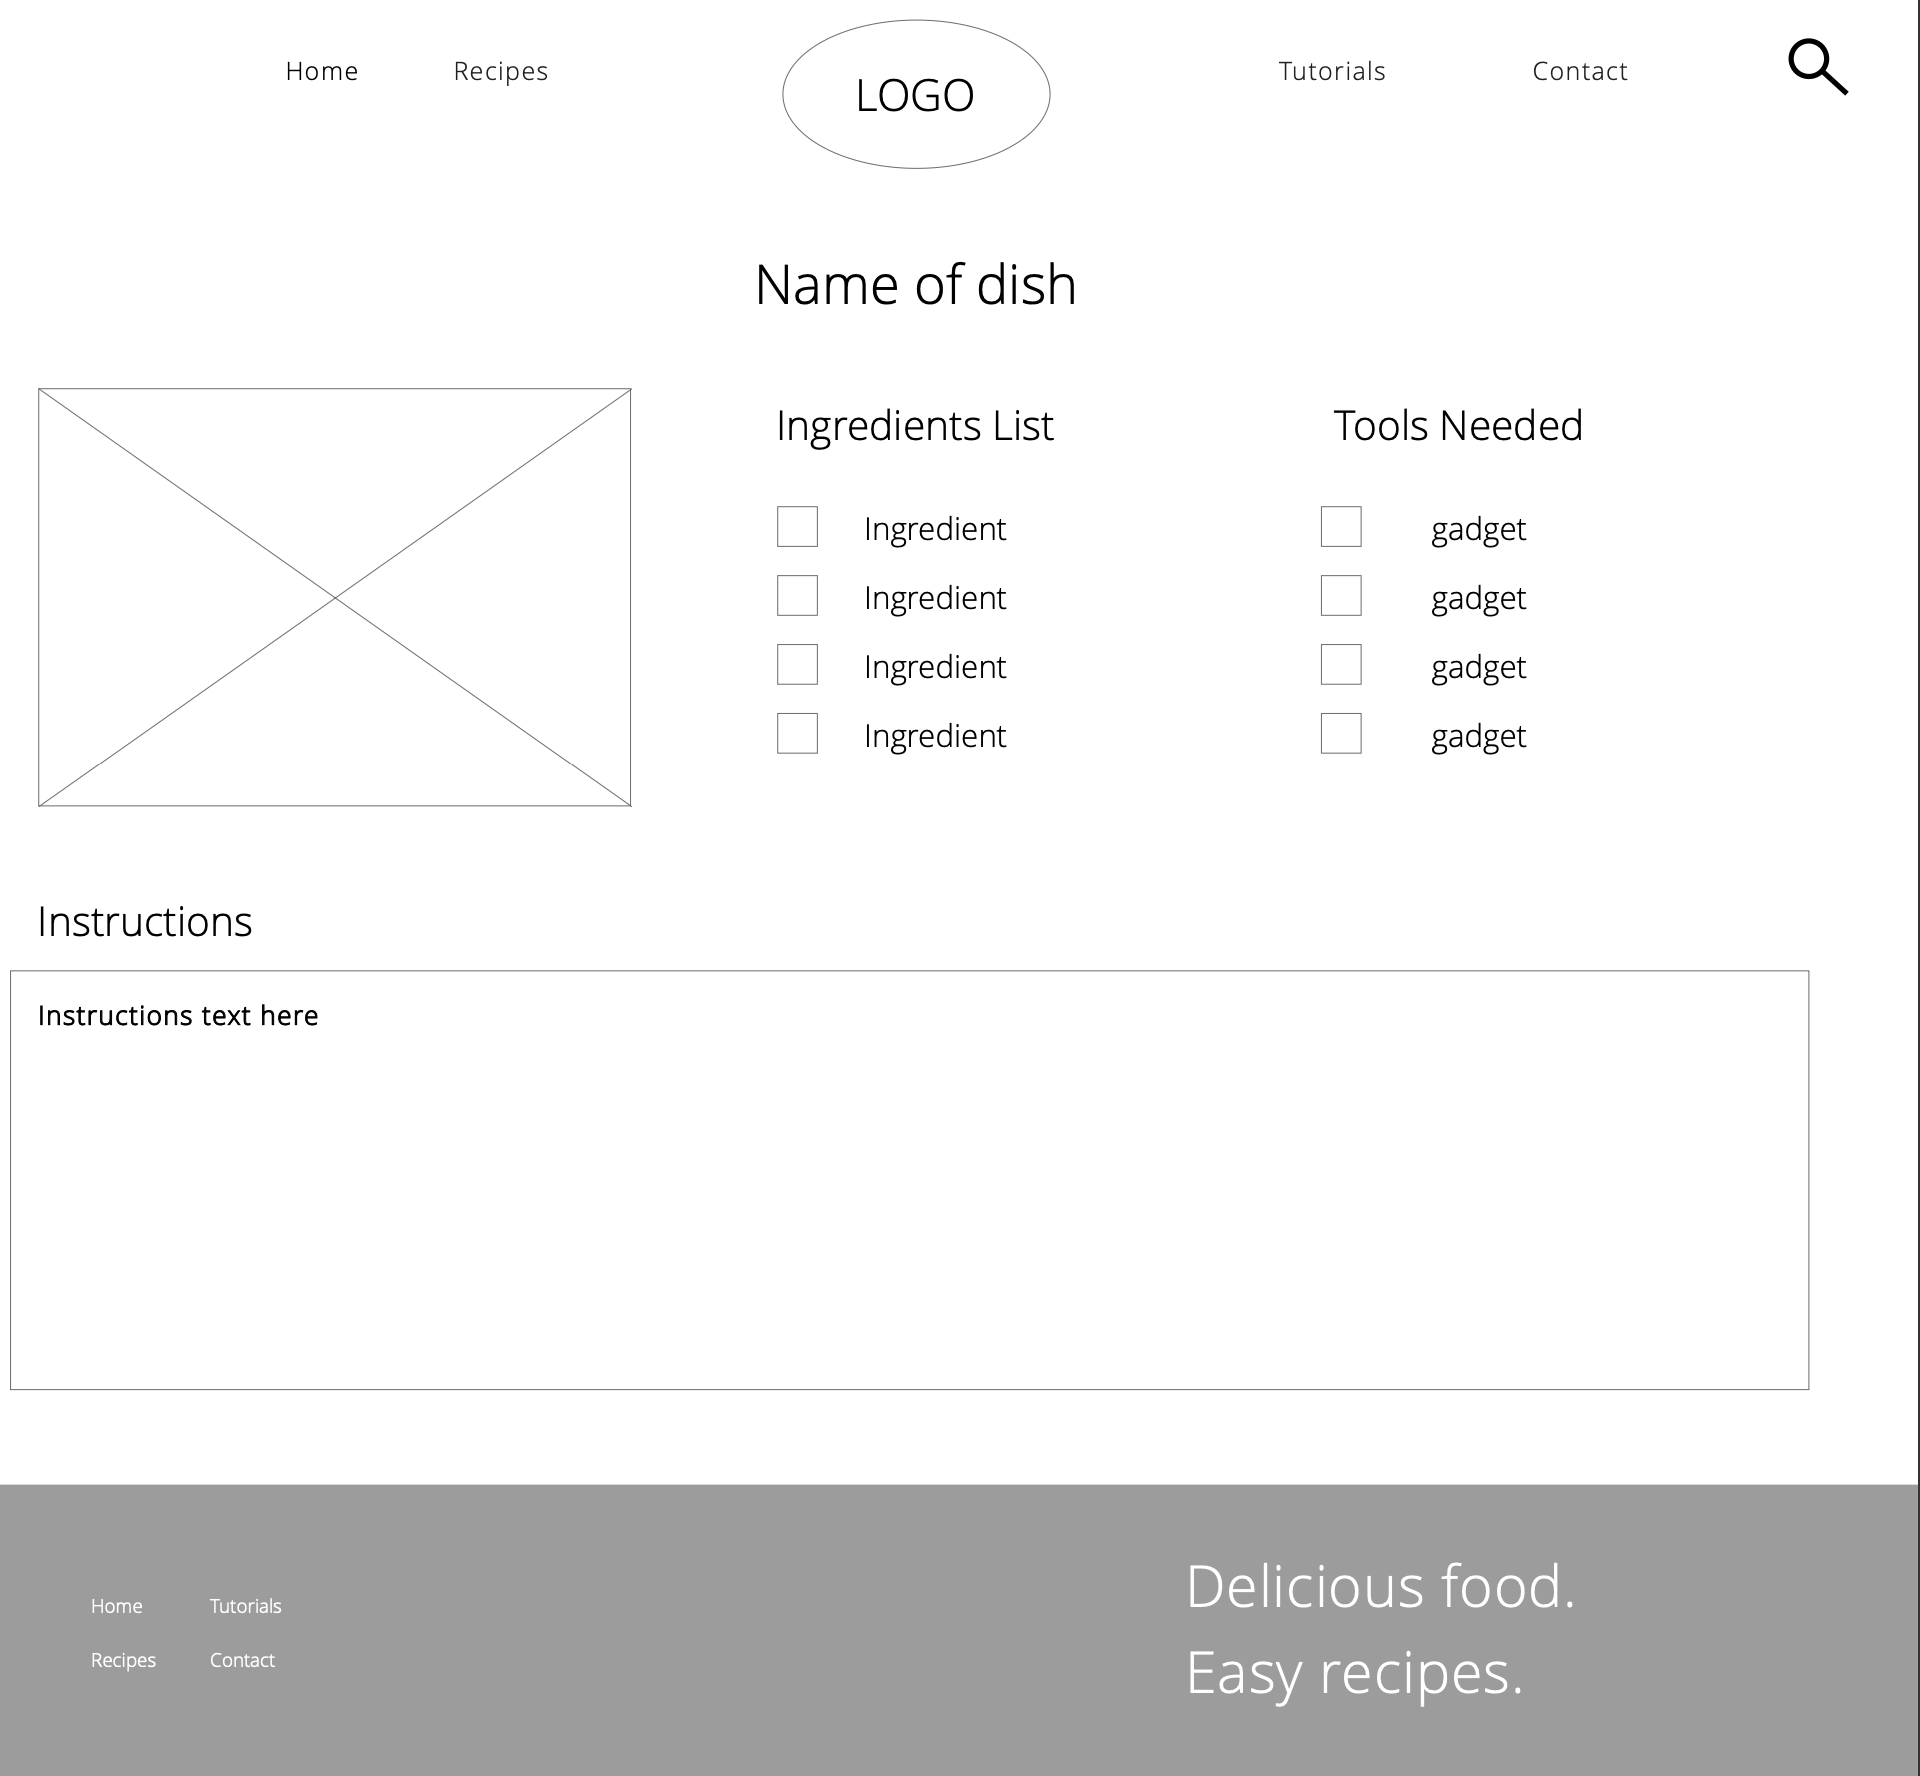 Home Recipes LOGO Tutorials Contact
Name of dish
Ingredients List
Ingredient
Ingredient
Ingredient
Ingredient
Tools Needed
gadget
gadget
gadget
gadget
Instructions
Instructions text here
Home Tutorials
Recipes Contact
Delicious food.
Easy recipes.